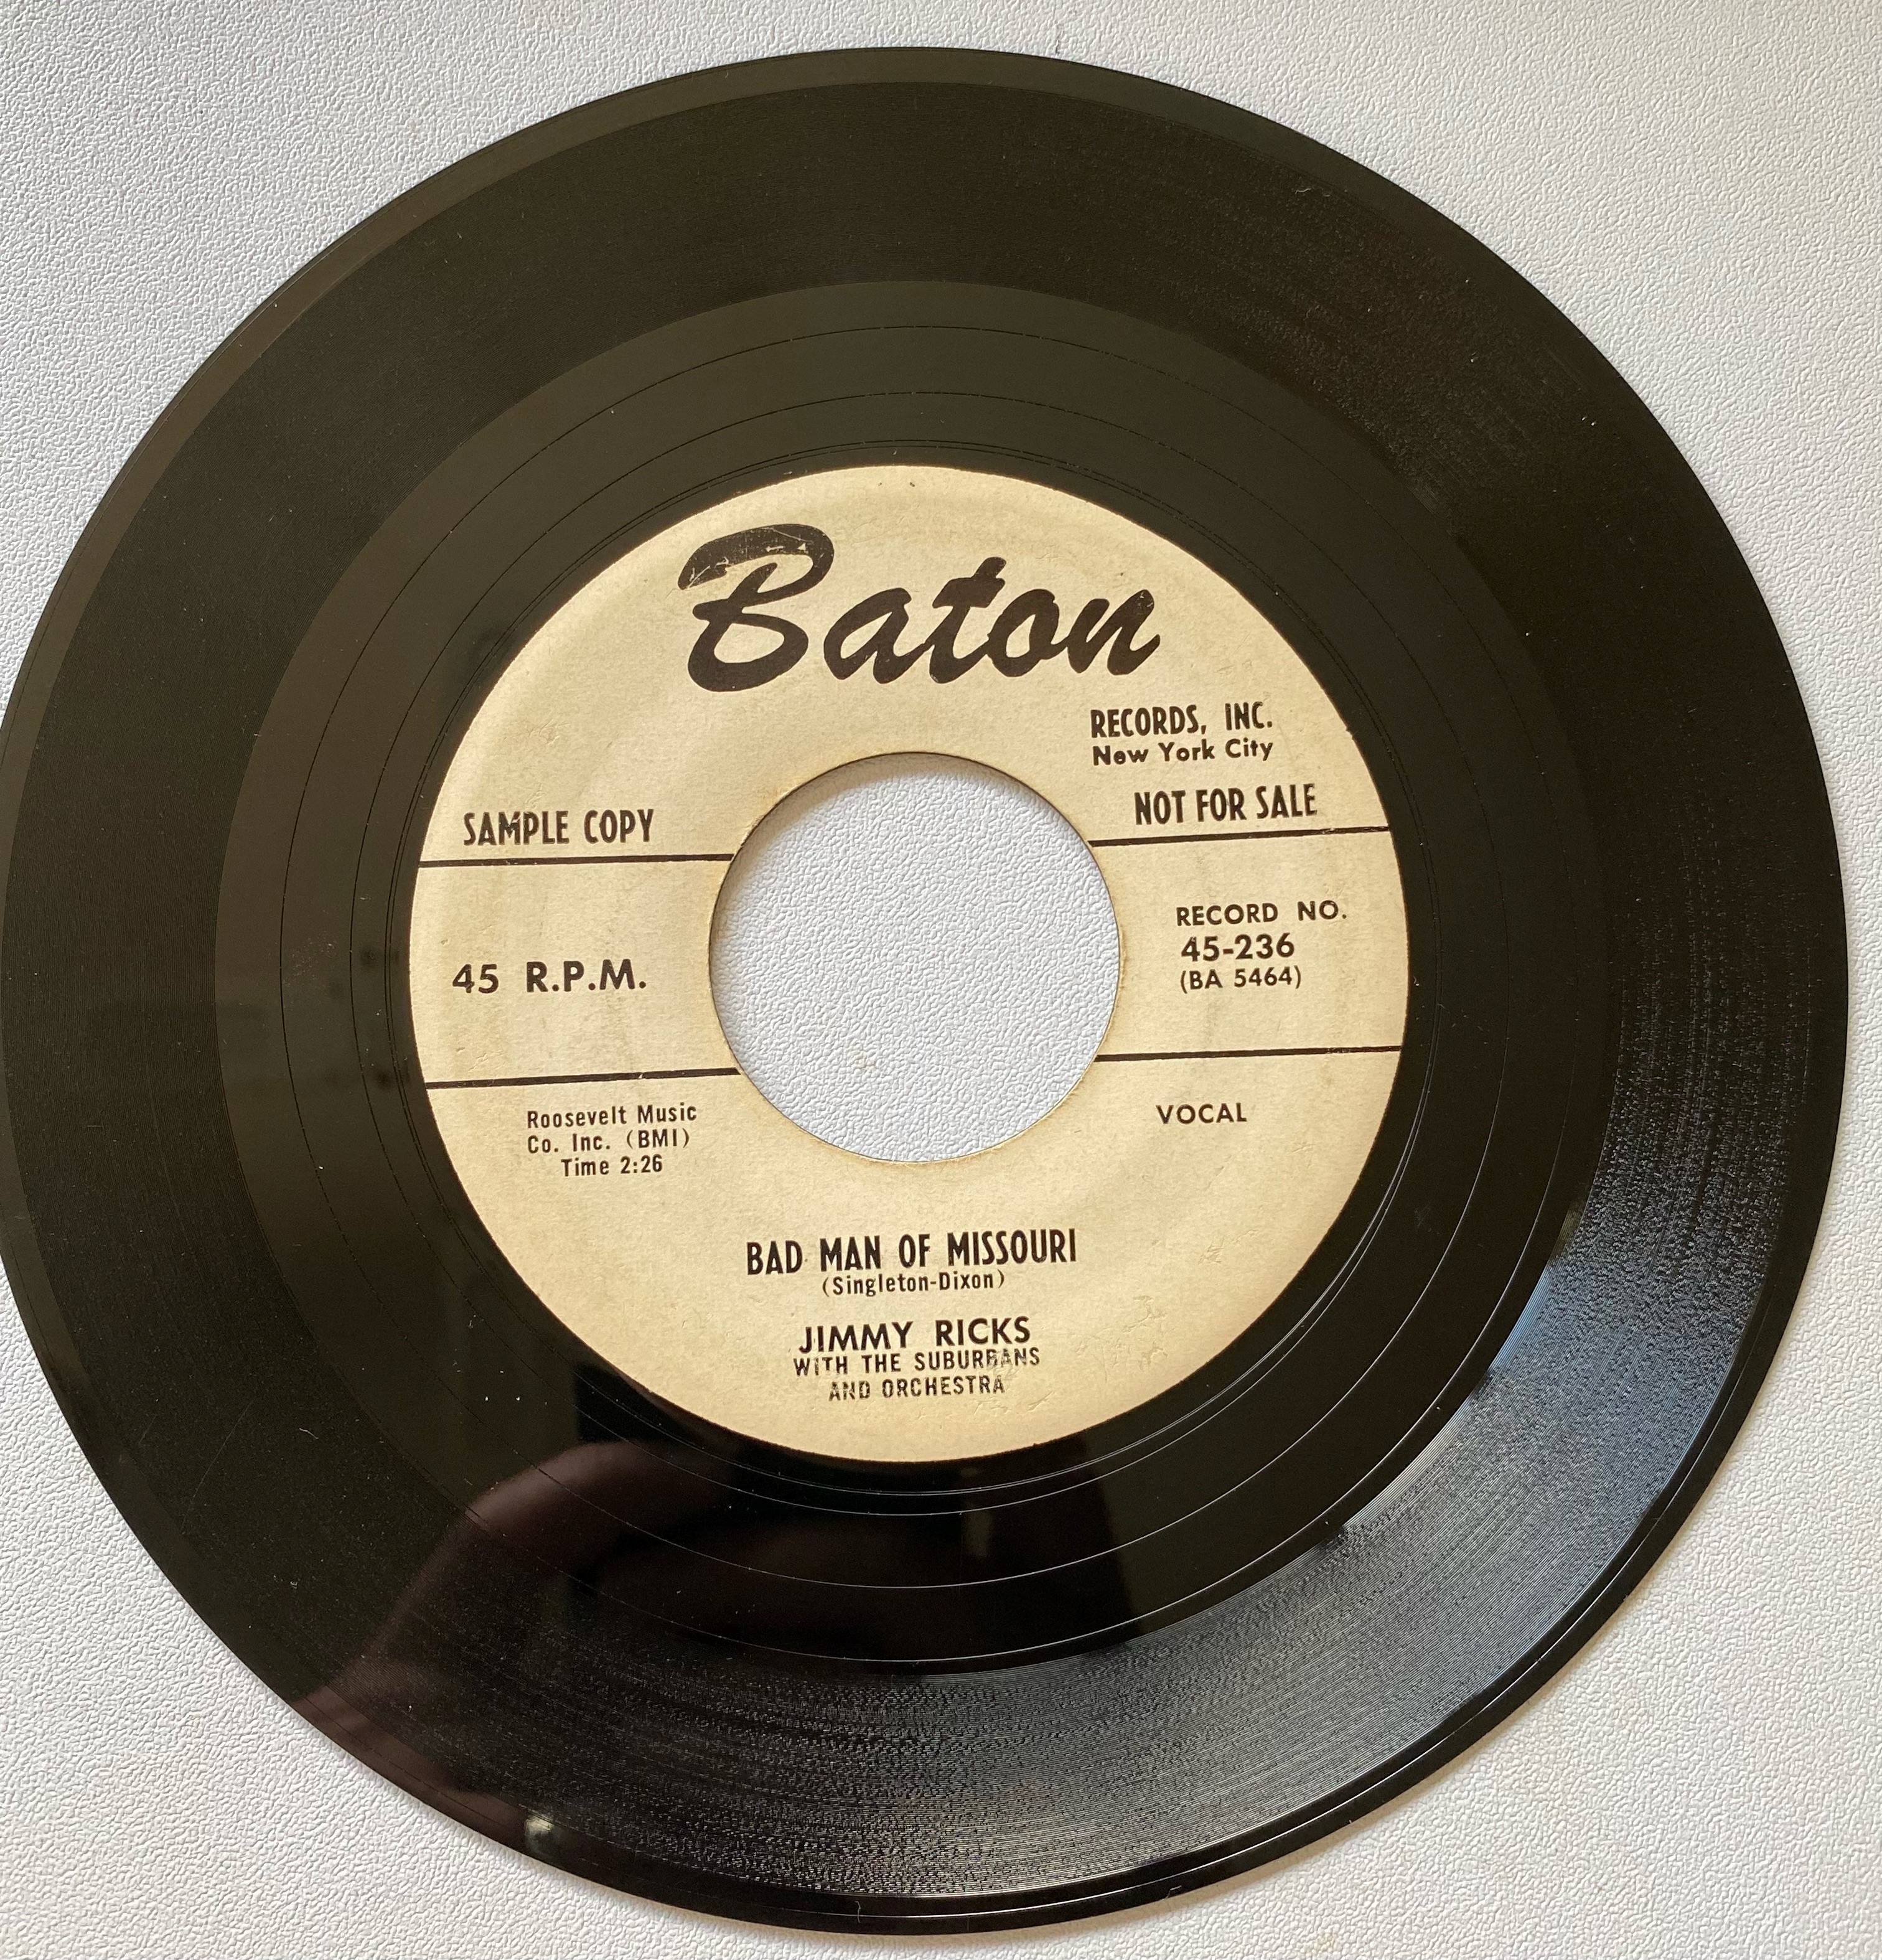 Baton
RECORDS, INC.
New York City
SAMPLE COPY
NOT FOR SALE
45 R.P.M.
RECORD NO.
45-236
(BA 5464)
Roosevelt Music
Co. Inc. (BMI)
Time 2:26
VOCAL
BAD MAN OF MISSOURI
(Singleton-Dixon)
JIMMY RICKS
WITH THE SUBURBANS
AND ORCHESTRA